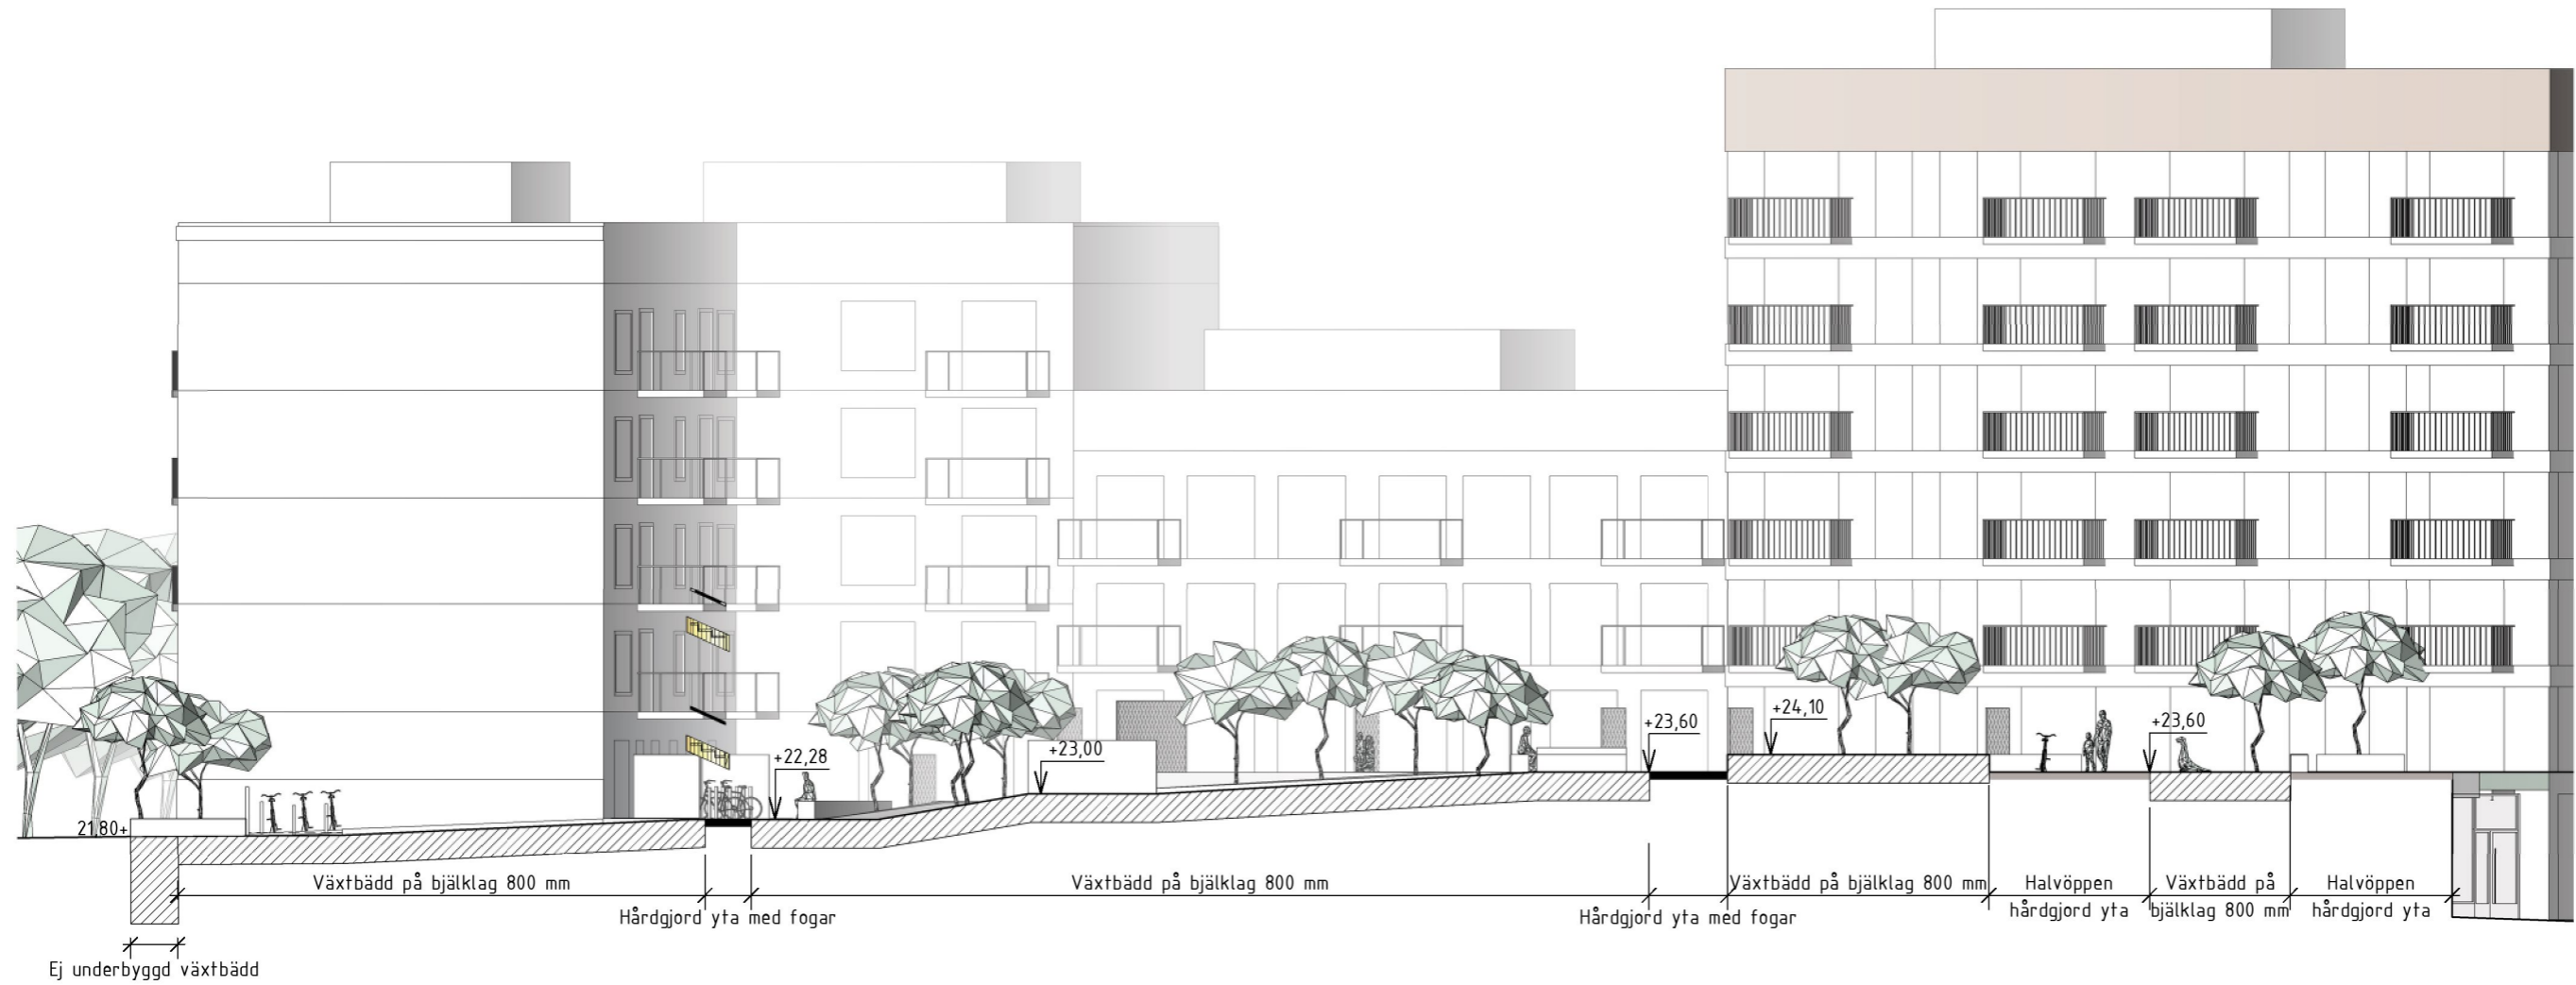 +24,10
+23,60
+23,60
+23,00
+22,28
21,80+
Växtbädd på bjälklag 800 mm
Växtbädd på bjälklag 800 mm
Växtbädd på bjälklag 800 mm
Halvöppen
hårdgjord yta
Växtbädd på
bjälklag 800 mm
Halvöppen
hårdgjord yta
Hårdgjord yta med fogar
Hårdgjord yta med fogar
Ej underbyggd växtbädd